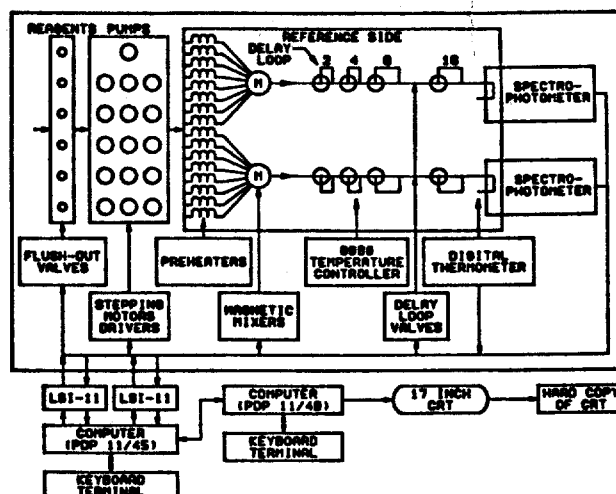 REAGENTS PUMPS
REFERENCE SIDE
DELAY
LOOP
2 4 8 16
M
SPECTRO-
PHOTOMETER
M
SPECTRO-
PHOTOMETER
FLUSH-OUT
VALVES
PREHEATERS
TEMPERATURE
CONTROLLER
DIGITAL
THERMOMETER
STEPPING
MOTORS
DRIVERS
MAGNETIC
MIXERS
DELAY
LOOP
VALVES
LSI-11
LSI-11
COMPUTER
(PDP 11/45)
KEYBOARD
TERMINAL
COMPUTER
(PDP 11/40)
KEYBOARD
TERMINAL
17 INCH
CRT
HARD COPY
OF CRT